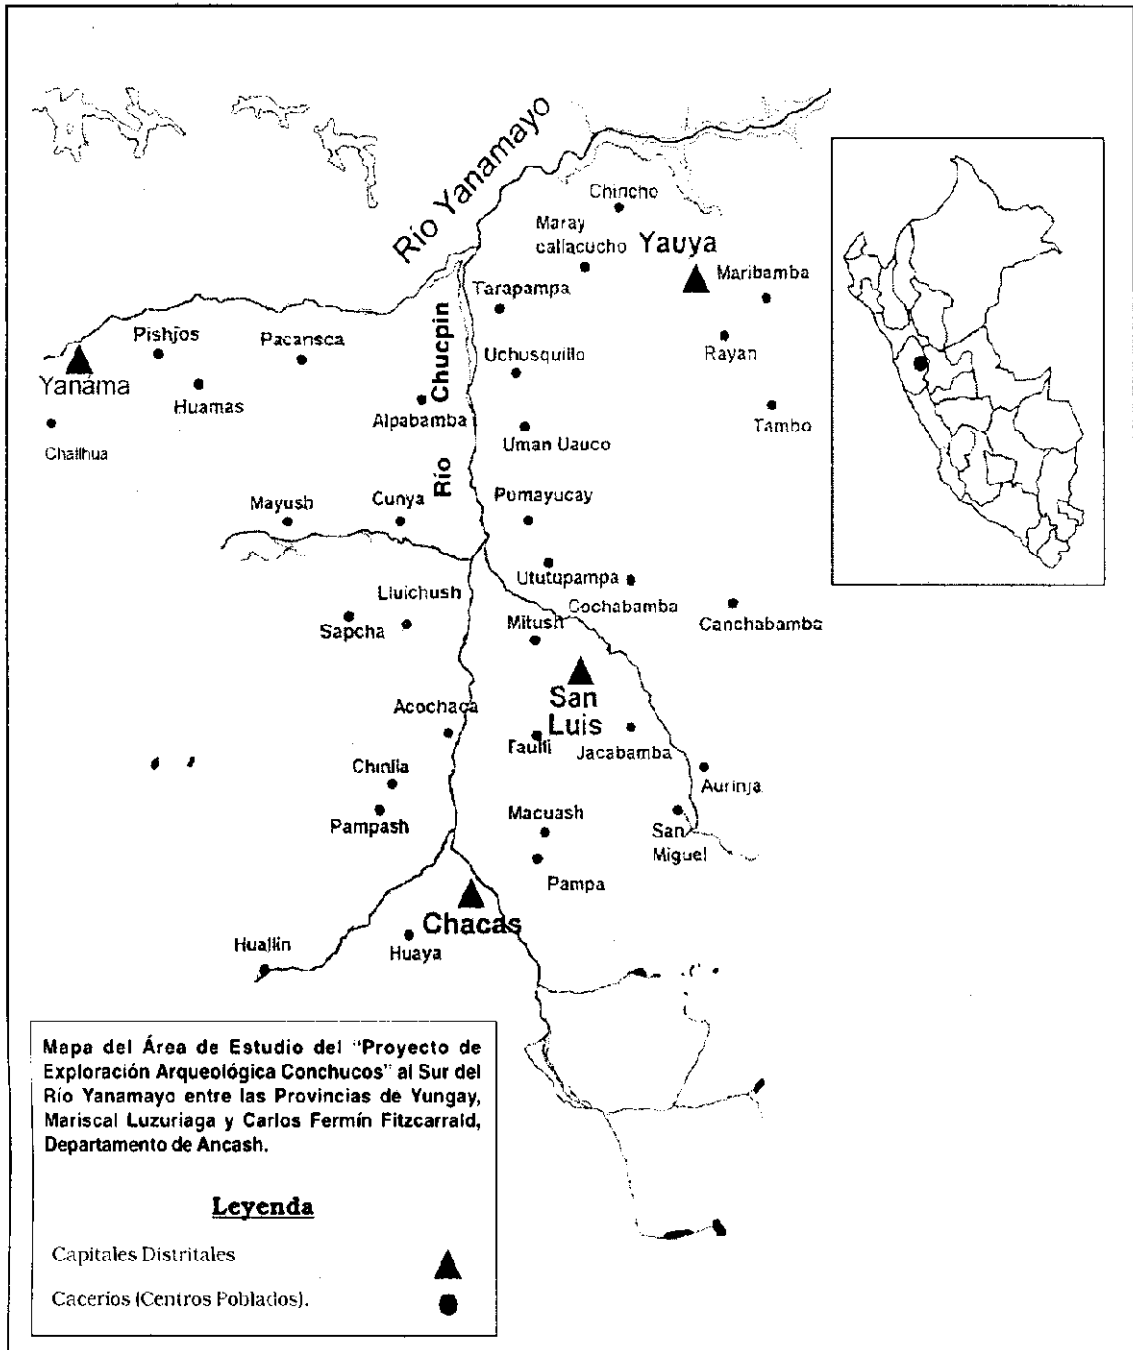 Río Yanamayo
Chincho
Maray
callacucho
Yauya
Maribamba
Tarapampa
Rayan
Pishjos
Pacansca
Uchusquillo
Río Chucpin
Yanama
Huamas
Alpabamba
Tambo
Uman Uauco
Challhua
Mayush
Cunya
Pumayucay
Ututupampa
Cochabamba
Lluichush
Sapcha
Mitush
Canchabamba
San
Luis
Acochaca
Taulli
Jacabamba
Chinlla
Aurinja
Pampash
Macuash
San
Miguel
Pampa
Chacas
Huallin
Huaya
Mapa del Área de Estudio del "Proyecto de
Exploración Arqueológica Conchucos" al Sur del
Río Yanamayo entre las Provincias de Yungay,
Mariscal Luzuriaga y Carlos Fermín Fitzcarrald,
Departamento de Ancash.
Leyenda
Capitales Distritales
Caceríos (Centros Poblados).